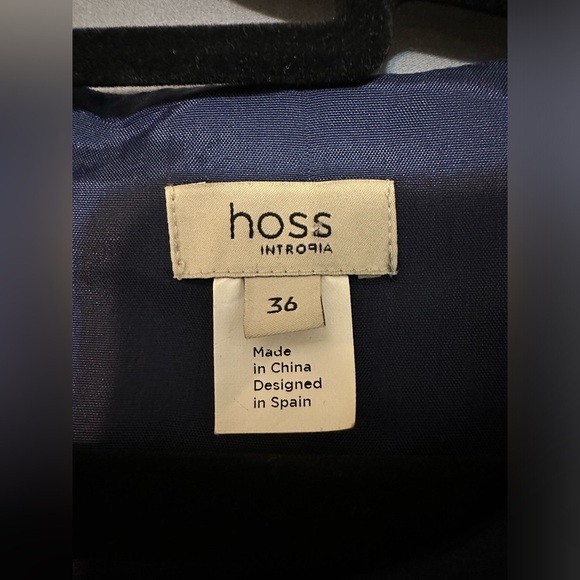 hoss
INTROPIA
36
Made
in China
Designed
in Spain